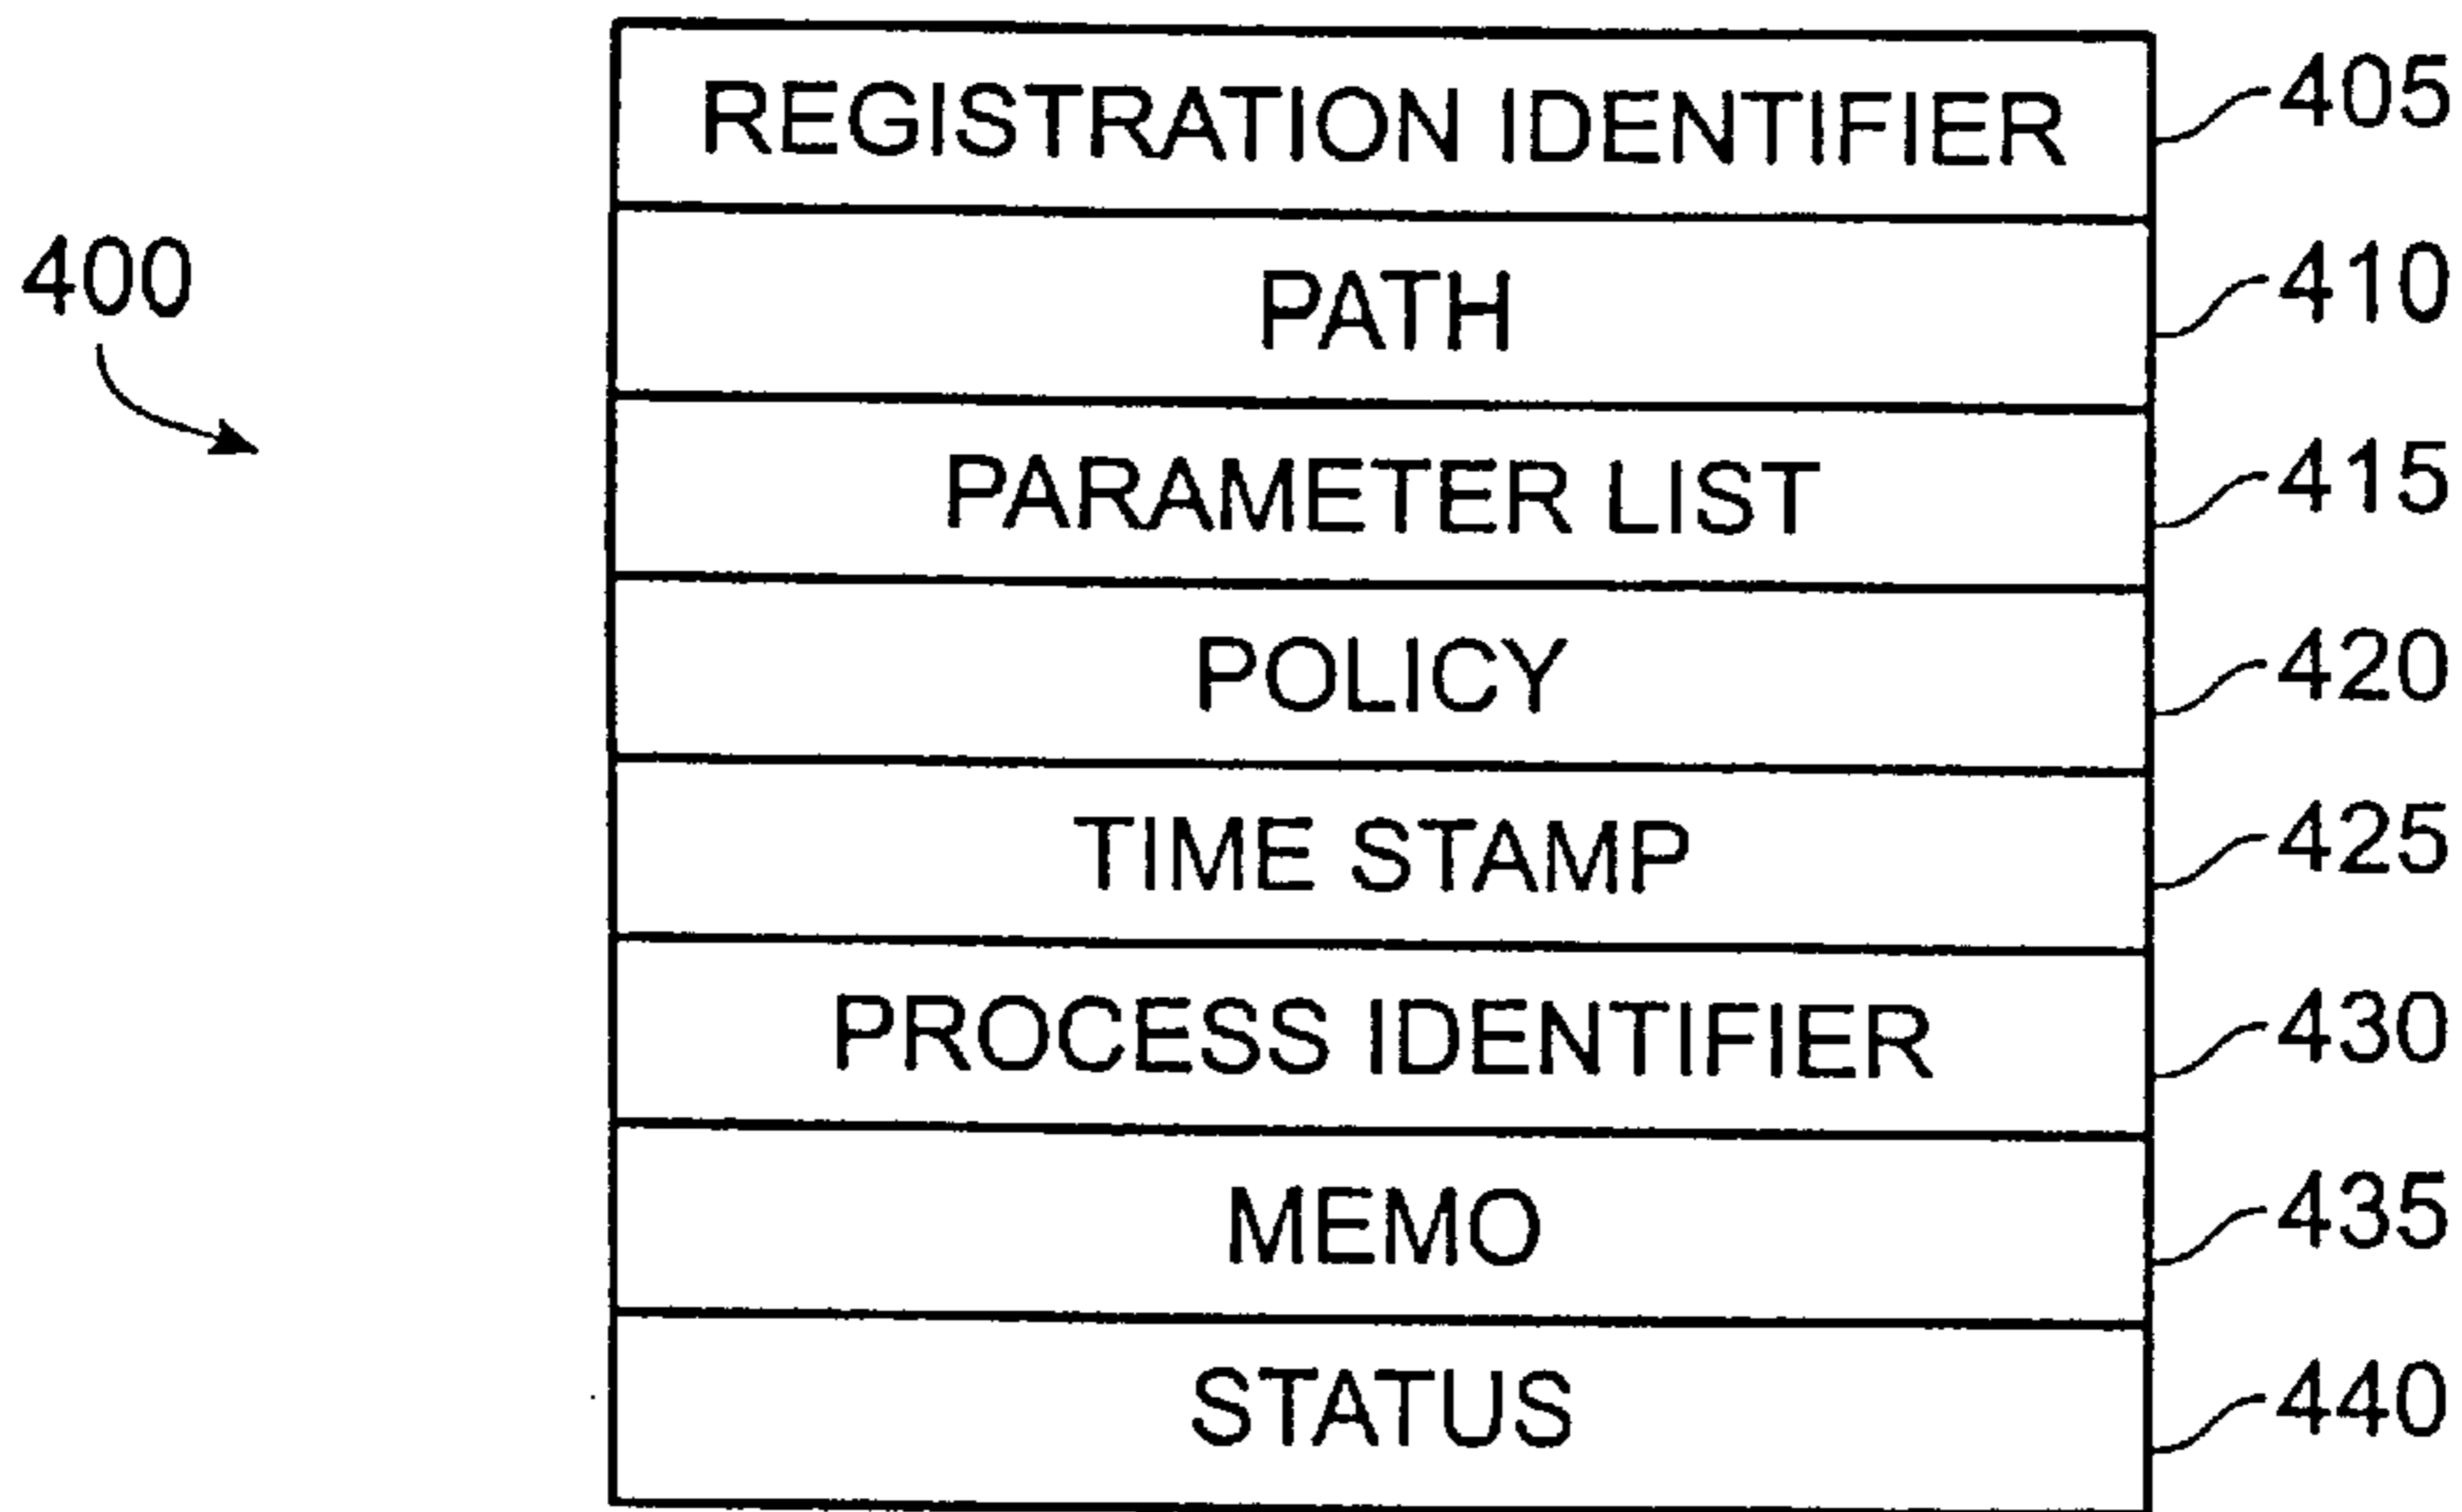 REGISTRATION IDENTIFIER 405
400
PATH 410
PARAMETER LIST 415
POLICY 420
TIME STAMP 425
PROCESS IDENTIFIER 430
MEMO 435
STATUS 440